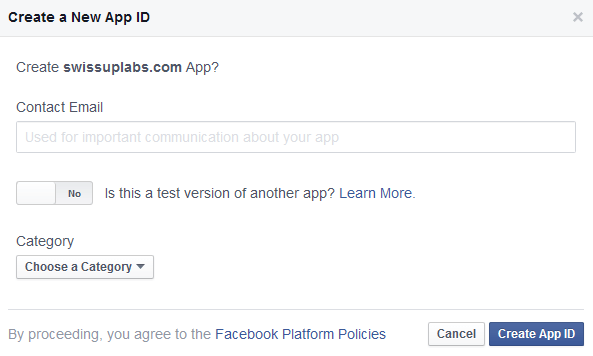 Create a New App ID
Create swissuplabs.com App?
Contact Email
Used for important communication about your app
No Is this a test version of another app? Learn More.
Category
Choose a Category
By proceeding, you agree to the Facebook Platform Policies Cancel Create App ID